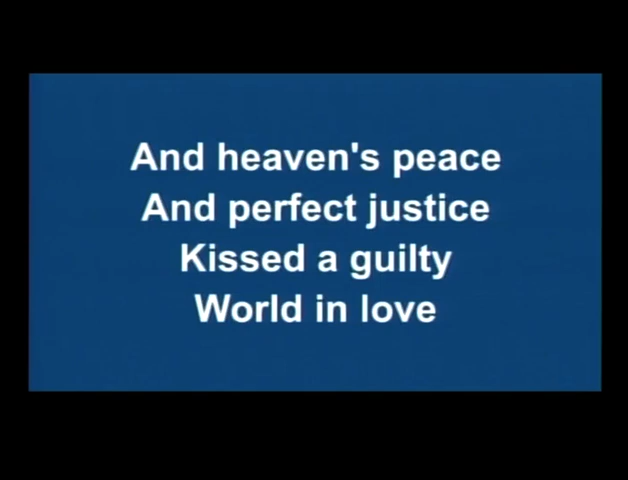 And heaven's peace
And perfect justice
Kissed a guilty
World in love